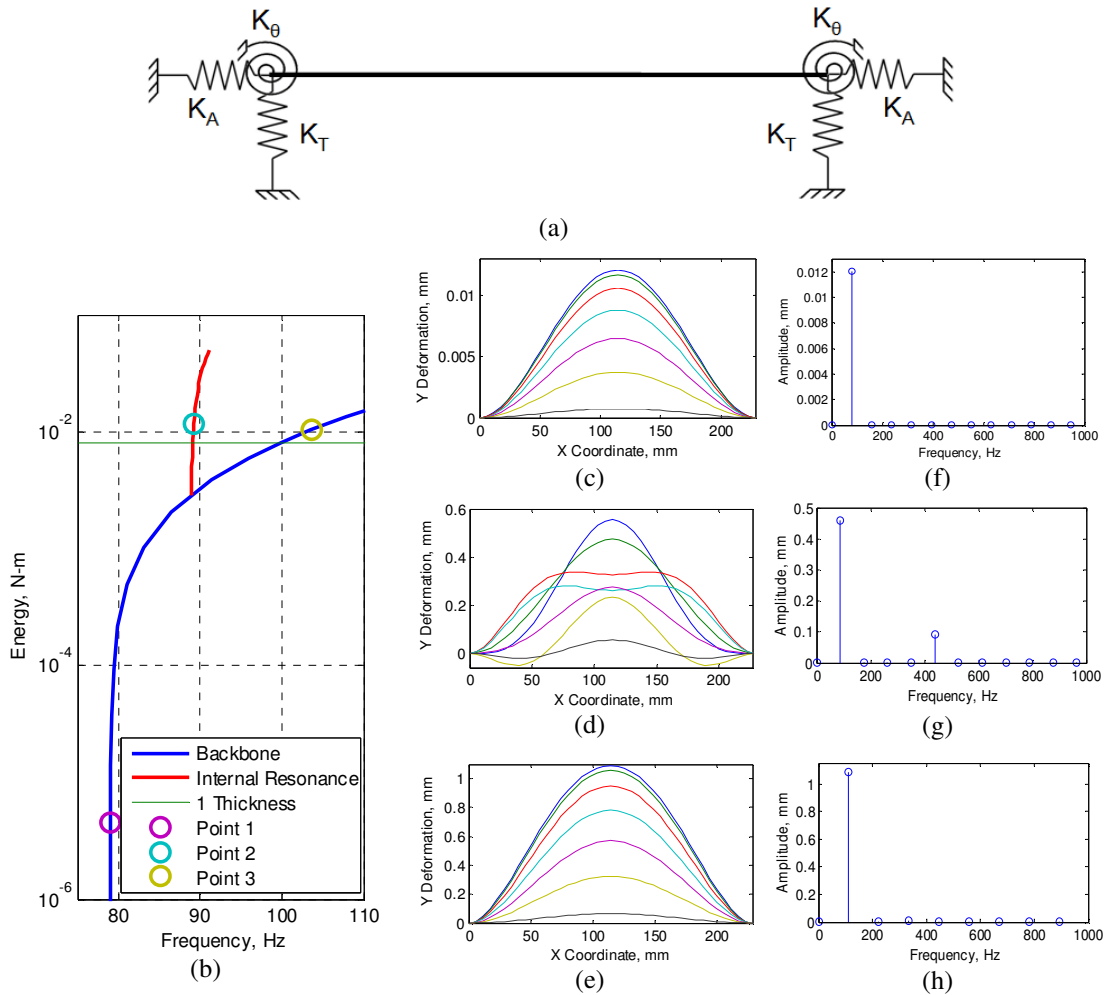 K_θ
K_θ
K_A
K_T
K_A
K_T
(a)
Energy, N-m
10^-2
10^-4
10^-6
80
90
100
110
Frequency, Hz
Backbone
Internal Resonance
1 Thickness
Point 1
Point 2
Point 3
(b)
Y Deformation, mm
0.01
0.005
0
0
50
100
150
200
X Coordinate, mm
(c)
Amplitude, mm
0.012
0.01
0.008
0.006
0.004
0.002
0.000
0
200
400
600
800
1000
Frequency, Hz
(f)
Y Deformation, mm
0.6
0.4
0.2
0
0
50
100
150
200
X Coordinate, mm
(d)
Amplitude, mm
0.5
0.4
0.3
0.2
0.1
0
0
200
400
600
800
1000
Frequency, Hz
(g)
Y Deformation, mm
1
0.8
0.6
0.4
0.2
0
0
50
100
150
200
X Coordinate, mm
(e)
Amplitude, mm
1
0.8
0.6
0.4
0.2
0
0
200
400
600
800
1000
Frequency, Hz
(h)